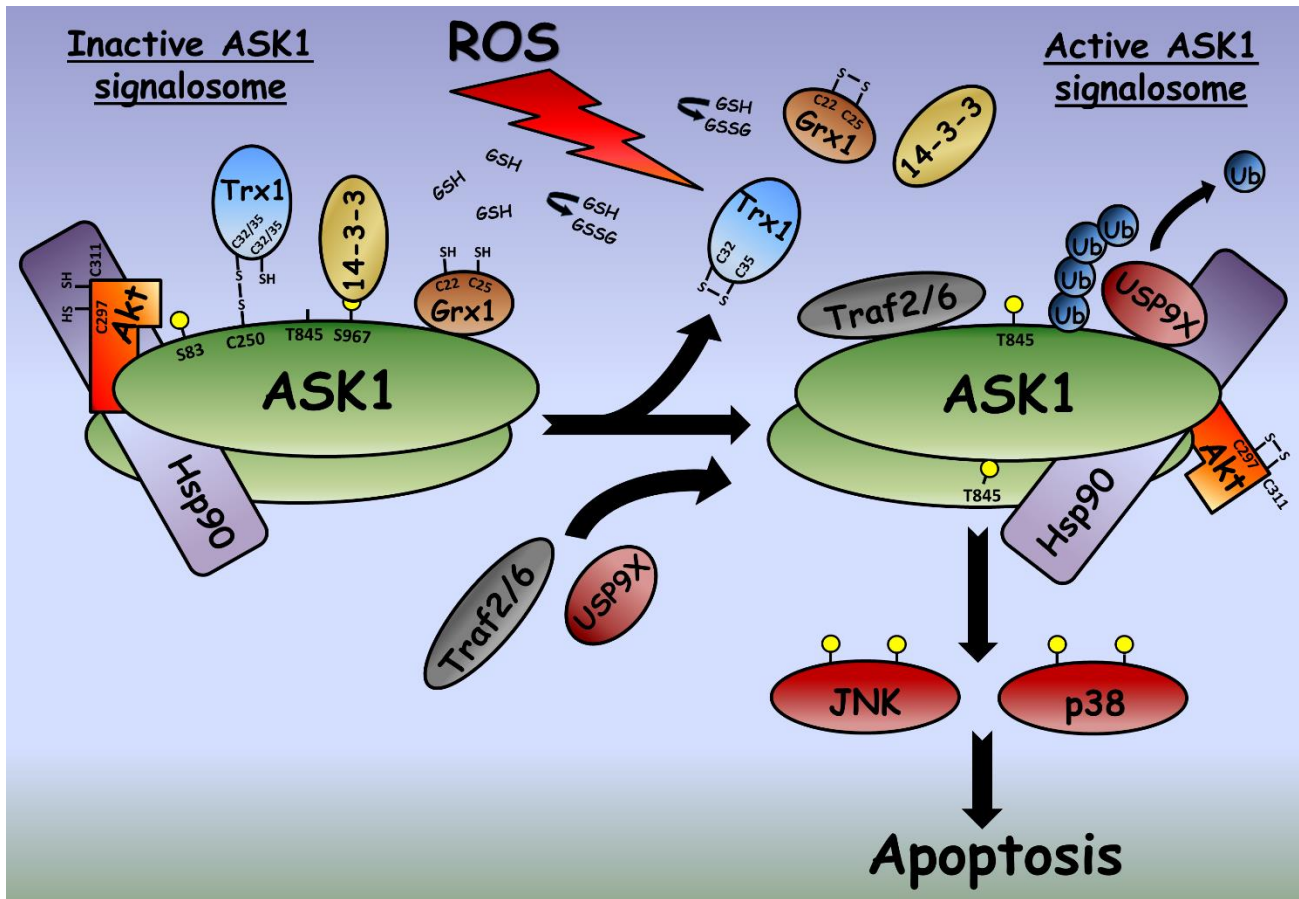 Inactive ASK1
signalosome
ROS
Active ASK1
signalosome
Trx1
C32/35
C32/35
S
S
SH
14-3-3
GSH
GSH
GSH
GSSG
GSH
GSSG
S-S
C22
C25
Grx1
14-3-3
Trx1
C32
C35
S-S
SH
HS
C311
C297
Akt
S83
C250
T845
S967
SH
SH
C22
C25
Grx1
ASK1
Hsp90
Traf2/6
USP9X
Traf2/6
T845
Ub
Ub
Ub
Ub
Ub
Ub
USP9X
ASK1
T845
Hsp90
Akt
C297
C311
S-S
JNK
p38
Apoptosis